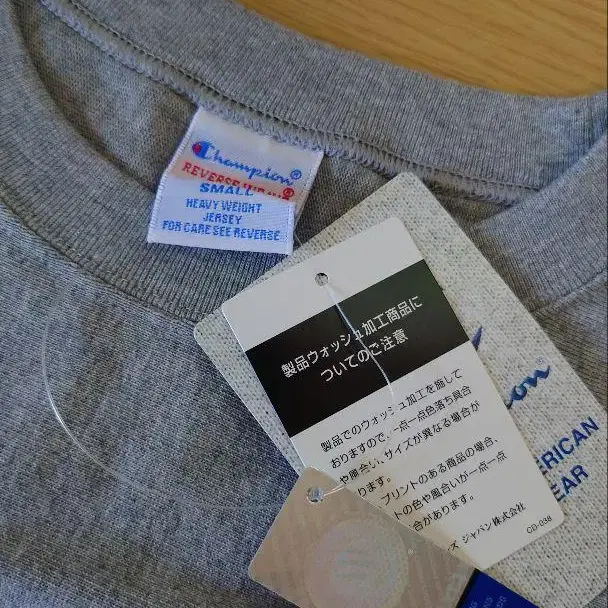 Champion®
REVERSE WEAVE®
SMALL
HEAVY WEIGHT
JERSEY
FOR CARE SEE REVERSE
製品ウォッシュ加工商品に
ついてのご注意
製品でのウォッシュ加工を施して
おりますので、一点一点色落ち具合
や風合い、サイズが異なる場合が
ります。
プリントのある商品の場合、
トの色や風合いが一点一点
合があります。
ズ ジャパン株式会社
CD-038
on®
ERICAN
EAR